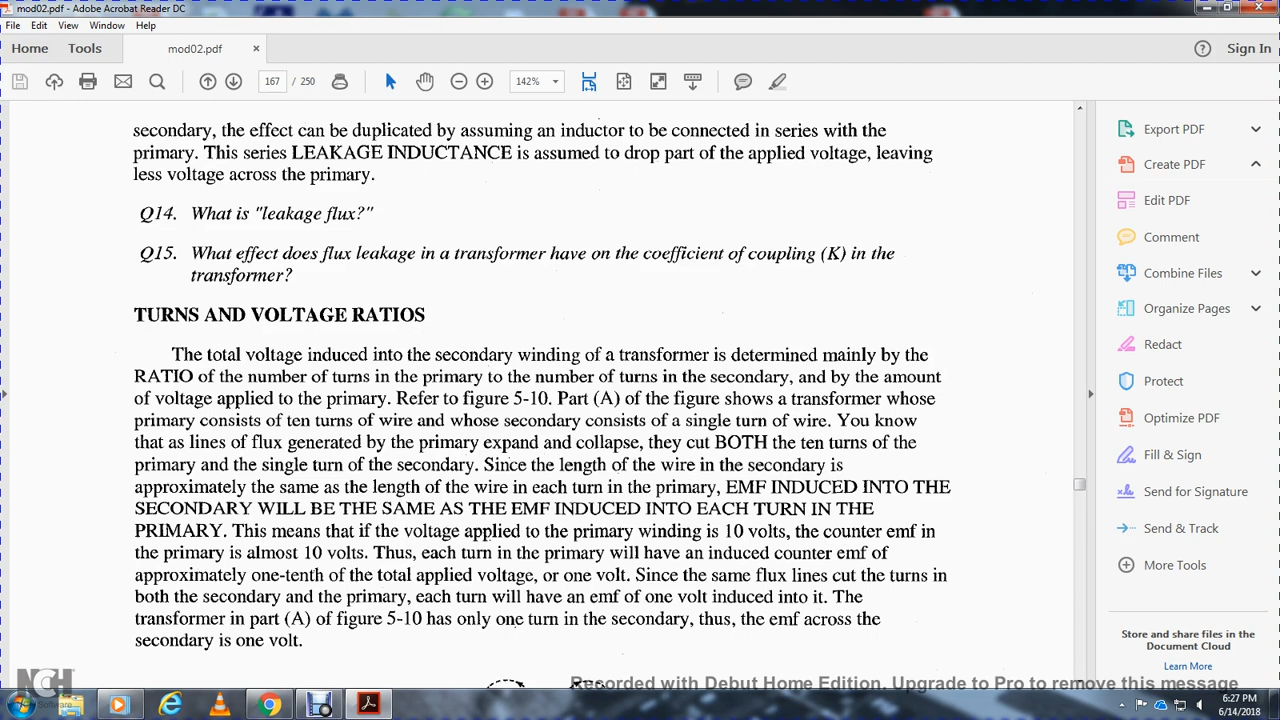 mod02.pdf - Adobe Acrobat Reader DC
File Edit View Window Help
Home Tools mod02.pdf × Sign In
167 / 250 142%
secondary, the effect can be duplicated by assuming an inductor to be connected in series with the
primary. This series LEAKAGE INDUCTANCE is assumed to drop part of the applied voltage, leaving
less voltage across the primary.
Q14. What is "leakage flux?"
Q15. What effect does flux leakage in a transformer have on the coefficient of coupling (K) in the
transformer?
TURNS AND VOLTAGE RATIOS
The total voltage induced into the secondary winding of a transformer is determined mainly by the
RATIO of the number of turns in the primary to the number of turns in the secondary, and by the amount
of voltage applied to the primary. Refer to figure 5-10. Part (A) of the figure shows a transformer whose
primary consists of ten turns of wire and whose secondary consists of a single turn of wire. You know
that as lines of flux generated by the primary expand and collapse, they cut BOTH the ten turns of the
primary and the single turn of the secondary. Since the length of the wire in the secondary is
approximately the same as the length of the wire in each turn in the primary, EMF INDUCED INTO THE
SECONDARY WILL BE THE SAME AS THE EMF INDUCED INTO EACH TURN IN THE
PRIMARY. This means that if the voltage applied to the primary winding is 10 volts, the counter emf in
the primary is almost 10 volts. Thus, each turn in the primary will have an induced counter emf of
approximately one-tenth of the total applied voltage, or one volt. Since the same flux lines cut the turns in
both the secondary and the primary, each turn will have an emf of one volt induced into it. The
transformer in part (A) of figure 5-10 has only one turn in the secondary, thus, the emf across the
secondary is one volt.
Export PDF
Create PDF
Edit PDF
Comment
Combine Files
Organize Pages
Redact
Protect
Optimize PDF
Fill & Sign
Send for Signature
Send & Track
More Tools
Store and share files in the
Document Cloud
Learn More
NCH
Software
Recorded with Debut Home Edition. Upgrade to Pro to remove this message
6:27 PM
6/14/2018